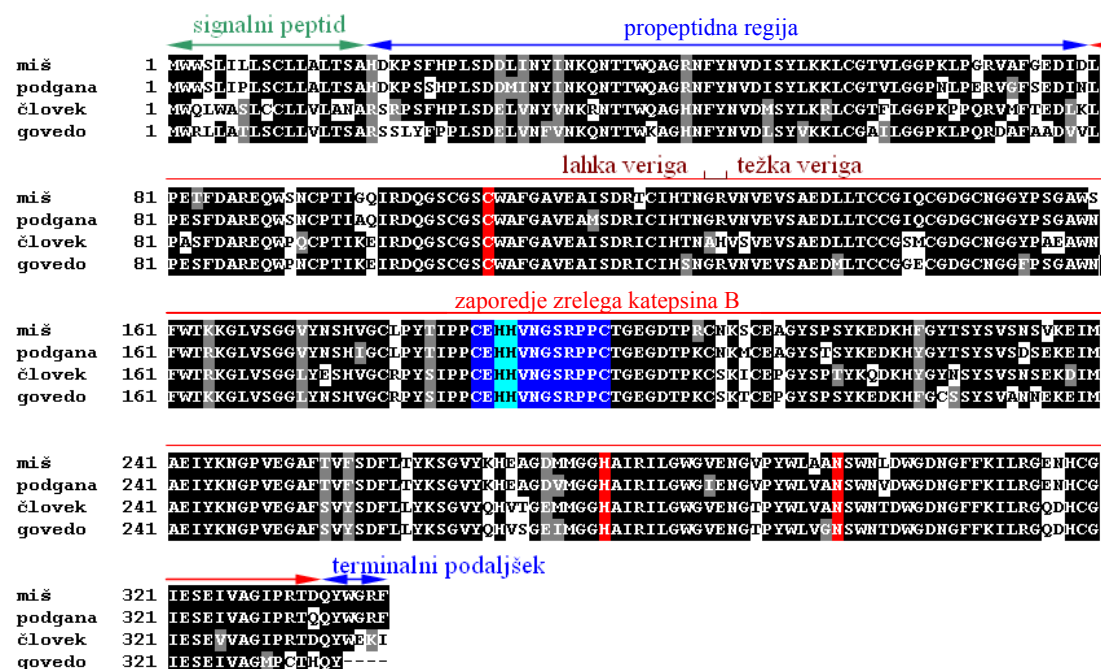 signalni peptid propeptidna regija
miš 1 MWWSLILLSCLLALTSAHDKPSFHPLSDDLINYINKQNTTWQAGRNFYNVDISYLKKLCGTVLGGPKLPGRVAFGEDIDL
podgana 1 MWWSLIPLSCLLALTSAHDKPSSHPLSDDMINYINKQNTTWQAGRNFYNVDISYLKKLCGTVLGGPNLPERVGFSEDINL
človek 1 MWQLWASLCCLLVLANARSRPSFHPLSDELVNYVNKRNTTWQAGHNFYNVDMSYLKRLCGTFLGGPKPPQRVMFTEDLKL
govedo 1 MWRLLATLSCLLVLTSARSSLYFPPLSDELVNFVNKQNTTWKAGHNFYNVDLSYVKKLCGAILGGPKLPQRDAFAADVVL
lahka veriga težka veriga
miš 81 PETFDAREQWSNCPTIGQIRDQGSCGSCWAFGAVEAISDRTCIHTNGRVNVEVSAEDLLTCCGIQCGDGCNGGYPSGAWS
podgana 81 PESFDAREQWSNCPTIAQIRDQGSCGSCWAFGAVEAMSDRICIHTNGRVNVEVSAEDLLTCCGIQCGDGCNGGYPSGAWN
človek 81 PASFDAREQWPQCPTIKEIRDQGSCGSCWAFGAVEAISDRICIHTNAHVSVEVSAEDLLTCCGSMCGDGCNGGYPAEAWN
govedo 81 PESFDAREQWPNCPTIKEIRDQGSCGSCWAFGAVEAISDRICIHSNGRVNVEVSAEDMLTCCGGECGDGCNGGFPSGAWN
zaporedje zrelega katepsina B
miš 161 FWTKKGLVSGGVYNSHVGCLPYTIPPCEHHVNGSRPPCTGEGDTPRCNKSCEAGYSPSYKEDKHFGYTSYSVSNSVKEIM
podgana 161 FWTRKGLVSGGVYNSHIGCLPYTIPPCEHHVNGSRPPCTGEGDTPKCNKMCEAGYSTSYKEDKHYGYTSYSVSDSEKEIM
človek 161 FWTRKGLVSGGLYESHVGCRPYSIPPCEHHVNGSRPPCTGEGDTPKCSKICEPGYSPTYKQDKHYGYNSYSVSNSEKDIM
govedo 161 FWTKKGLVSGGLYNSHVGCRPYSIPPCEHHVNGSRPPCTGEGDTPKCSKTCEPGYSPSYKEDKHFGCSSYSVANNEKEIM
miš 241 AEIYKNGPVEGAFTVFSDFLTYKSGVYKHEAGDMMGGHAIRILGWGVENGVPYWLAANSWNLDWGDNGFFKILRGENHCG
podgana 241 AEIYKNGPVEGAFTVFSDFLTYKSGVYKHEAGDVMGGHAIRILGWGIENGVPYWLVANSWNVDWGDNGFFKILRGENHCG
človek 241 AEIYKNGPVEGAFSVYSDFLLYKSGVYQHVTGEMMGGHAIRILGWGVENGTPYWLVANSWNTDWGDNGFFKILRGQDHCG
govedo 241 AEIYKNGPVEGAFSVYSDFLLYKSGVYQHVSGEIMGGHAIRILGWGVENGTPYWLVGNSWNTDWGDNGFFKILRGQDHCG
terminalni podaljšek
miš 321 IESEIVAGIPRTDQYWGRF
podgana 321 IESEIVAGIPRTQQYWGRF
človek 321 IESEVVAGIPRTDQYWEKI
govedo 321 IESEIVAGMPCTHQY----